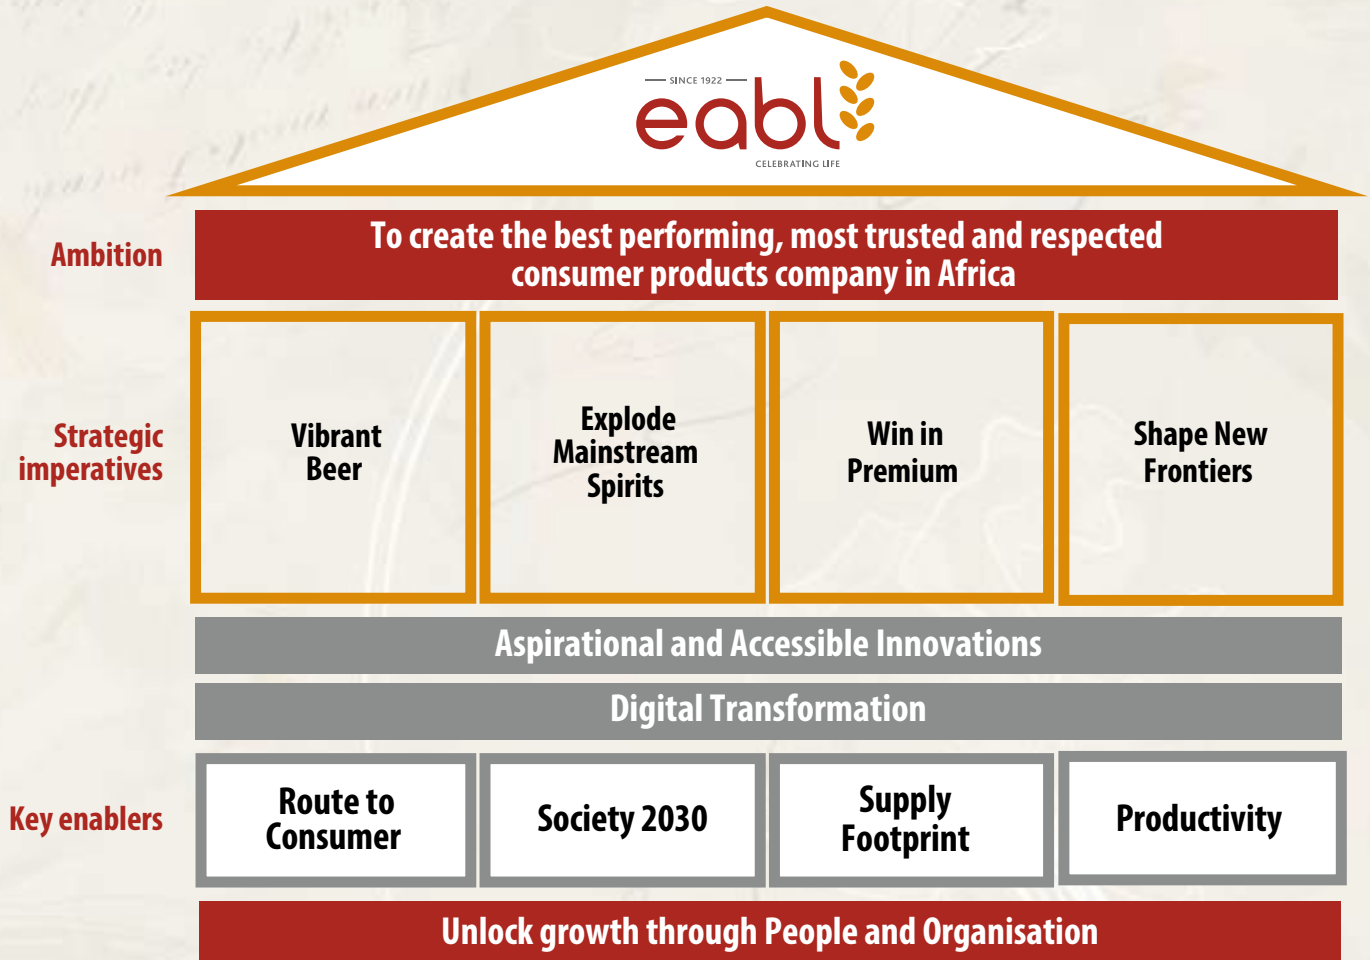 SINCE 1922
eabl
CELEBRATING LIFE
Ambition
To create the best performing, most trusted and respected
consumer products company in Africa
Strategic
imperatives
Vibrant
Beer
Explode
Mainstream
Spirits
Win in
Premium
Shape New
Frontiers
Aspirational and Accessible Innovations
Digital Transformation
Key enablers
Route to
Consumer
Society 2030
Supply
Footprint
Productivity
Unlock growth through People and Organisation